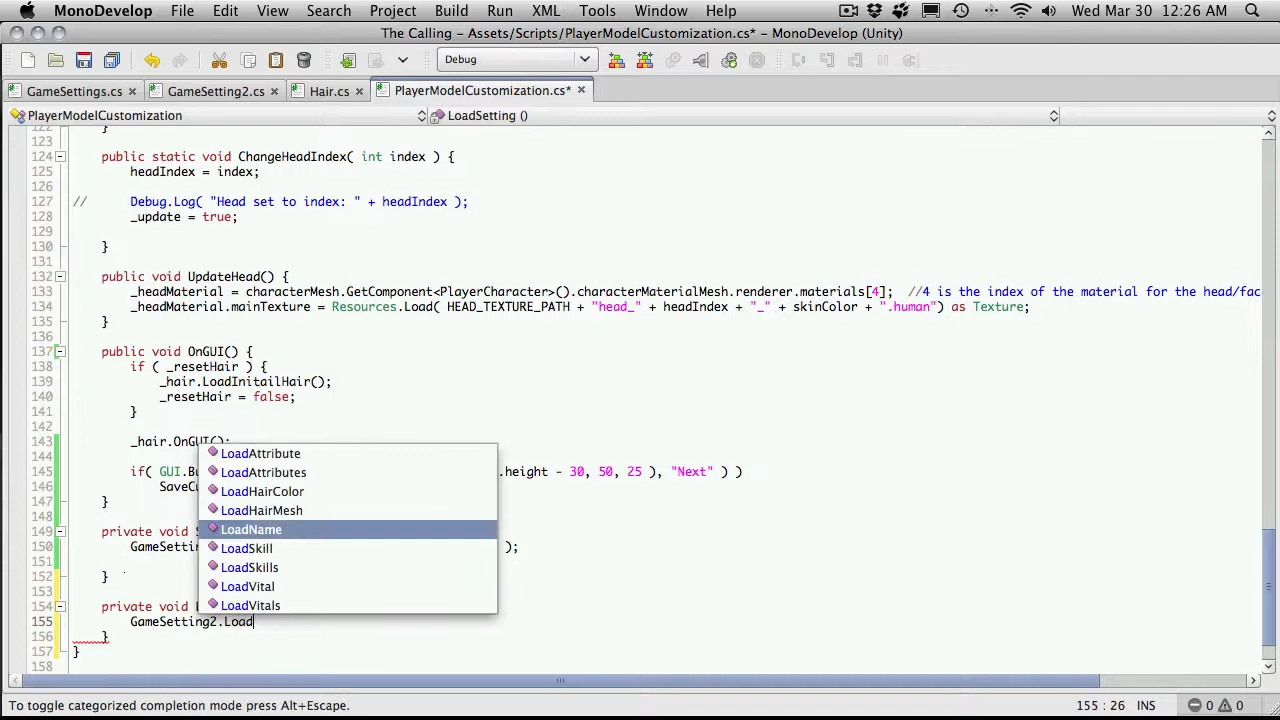 MonoDevelop File Edit View Search Project Build Run XML Tools Window Help Wed Mar 30 12:26 AM
The Calling - Assets/Scripts/PlayerModelCustomization.cs* - MonoDevelop (Unity)
Debug
GameSettings.cs GameSetting2.cs Hair.cs PlayerModelCustomization.cs*
PlayerModelCustomization LoadSetting ()
122 }
123
124 public static void ChangeHeadIndex( int index ) {
125 headIndex = index;
126
127 // Debug.Log( "Head set to index: " + headIndex );
128 _update = true;
129
130 }
131
132 public void UpdateHead() {
133 _headMaterial = characterMesh.GetComponent<PlayerCharacter>().characterMaterialMesh.renderer.materials[4]; //4 is the index of the material for the head/fac
134 _headMaterial.mainTexture = Resources.Load( HEAD_TEXTURE_PATH + "head_" + headIndex + "_" + skinColor + ".human") as Texture;
135 }
136
137 public void OnGUI() {
138 if ( _resetHair ) {
139 _hair.LoadInitailHair();
140 _resetHair = false;
141 }
142
143 _hair.OnGUI();
144
145 if( GUI.Bu .height - 30, 50, 25 ), "Next" ) )
146 SaveCu
147 }
148
149 private void
150 GameSetting );
151
152 }
153
154 private void
155 GameSetting2.Load
156 }
157 }
158
LoadAttribute
LoadAttributes
LoadHairColor
LoadHairMesh
LoadName
LoadSkill
LoadSkills
LoadVital
LoadVitals
To toggle categorized completion mode press Alt+Escape. 155 : 26 INS 0 0